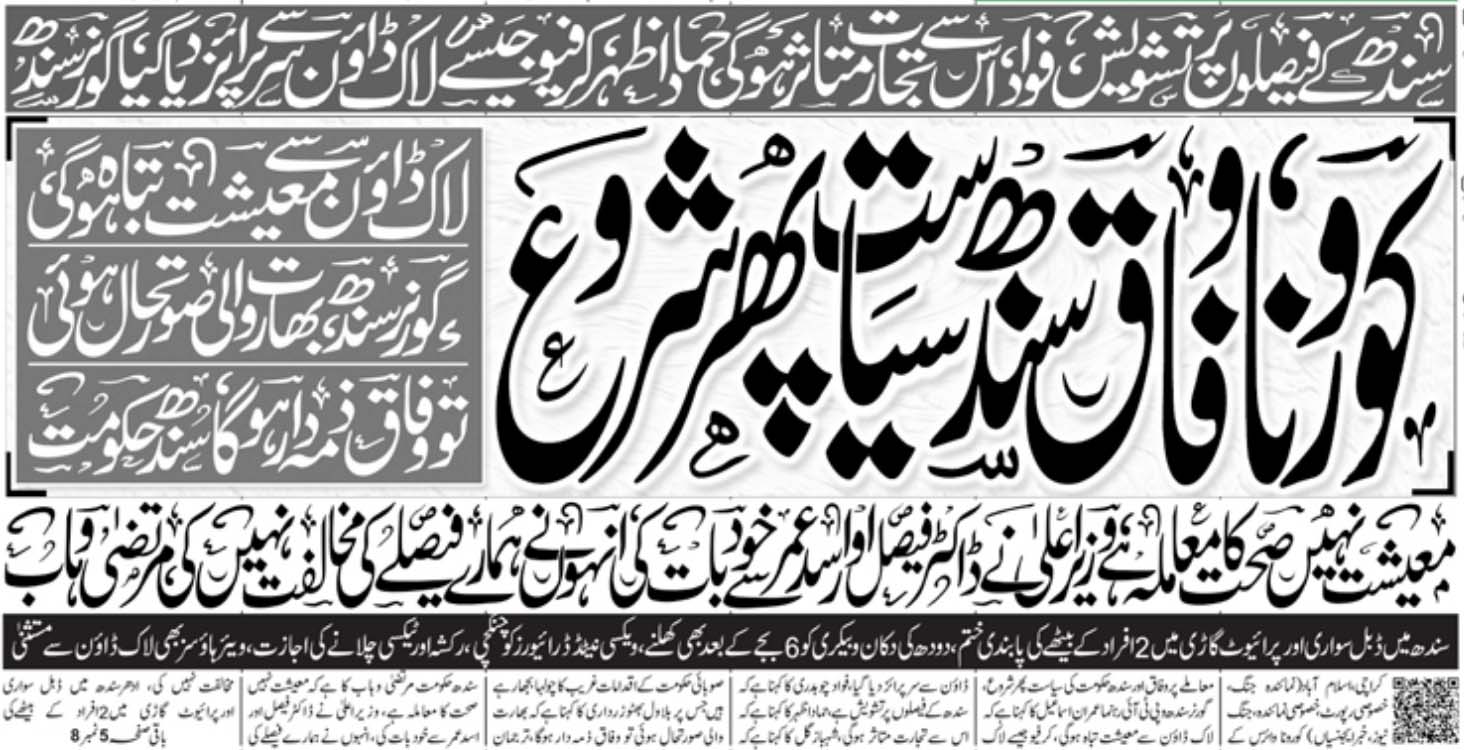 سندھ کے فیصلوں پر تشویش، فواد، اس سے تجارت متاثر ہوگی، حماد اظہر، کرفیو جیسے لاک ڈاؤن سے سرپرائز دیا گیا، گورنر سندھ
کورونا، وفاق و سندھ سیاست پھر شروع
لاک ڈاؤن سے معیشت تباہ ہوگی
گورنر سندھ، بھارت والی صورتحال ہوئی
تو وفاق ذمہ دار ہوگا، سندھ حکومت
معیشت نہیں صحت کا معاملہ ہے، وزیراعلیٰ نے ڈاکٹر فیصل اور اسد عمر سے خود بات کی، انہوں نے ہمارے فیصلے کی مخالفت نہیں کی، مرتضیٰ وہاب
سندھ میں ڈبل سواری اور پرائیوٹ گاڑی میں 2 افراد کے بیٹھنے کی پابندی ختم، دودھ کی دکان و بیکری کو 6 بجے کے بعد بھی کھلنے، ویکسی نیٹڈ ڈرائیورز کو چنگچی، رکشہ اور ٹیکسی چلانے کی اجازت، ویئر ہاؤسز بھی لاک ڈاؤن سے مستثنیٰ
کراچی، اسلام آباد (نمائندہ جنگ،
خصوصی رپورٹ، خصوصی نمائندہ، جنگ
نیوز، خبر ایجنسیاں) کورونا وائرس کے
معاملے پر وفاق اور سندھ حکومت کی سیاست پھر شروع،
گورنر سندھ و پی ٹی آئی رہنما عمران اسماعیل کا کہنا ہے کہ
لاک ڈاؤن سے معیشت تباہ ہوگی، کرفیو جیسے لاک
ڈاؤن سے سرپرائز دیا گیا، فواد چوہدری کا کہنا ہے کہ
سندھ کے فیصلوں پر تشویش ہے، حماد اظہر کا کہنا ہے کہ
اس سے تجارت متاثر ہوگی، شہباز گل کا کہنا ہے کہ
صوبائی حکومت کے اقدامات غریب کا چولہا بجھا رہے
ہیں جس پر بلاول بھٹو زرداری کا کہنا ہے کہ بھارت
والی صورتحال ہوئی تو وفاق ذمہ دار ہوگا، ترجمان
سندھ حکومت مرتضیٰ وہاب کا ہے کہ معیشت نہیں
صحت کا معاملہ ہے، وزیراعلیٰ نے ڈاکٹر فیصل اور
اسد عمر سے خود بات کی، انہوں نے ہمارے فیصلے کی
مخالفت نہیں کی، ادھر سندھ میں ڈبل سواری
اور پرائیوٹ گاڑی میں 2 افراد کے بیٹھنے کی
باقی صفحہ 5 نمبر 8